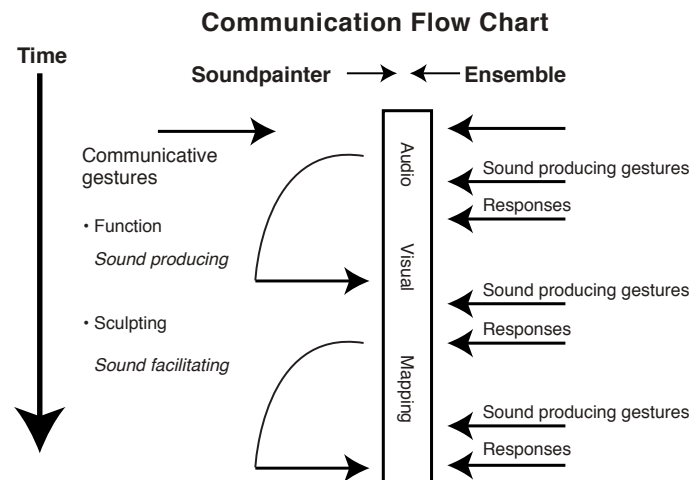 Communication Flow Chart
Time
Soundpainter
Ensemble
Communicative
gestures
• Function
Sound producing
• Sculpting
Sound facilitating
Audio
Visual
Mapping
Sound producing gestures
Responses
Sound producing gestures
Responses
Sound producing gestures
Responses